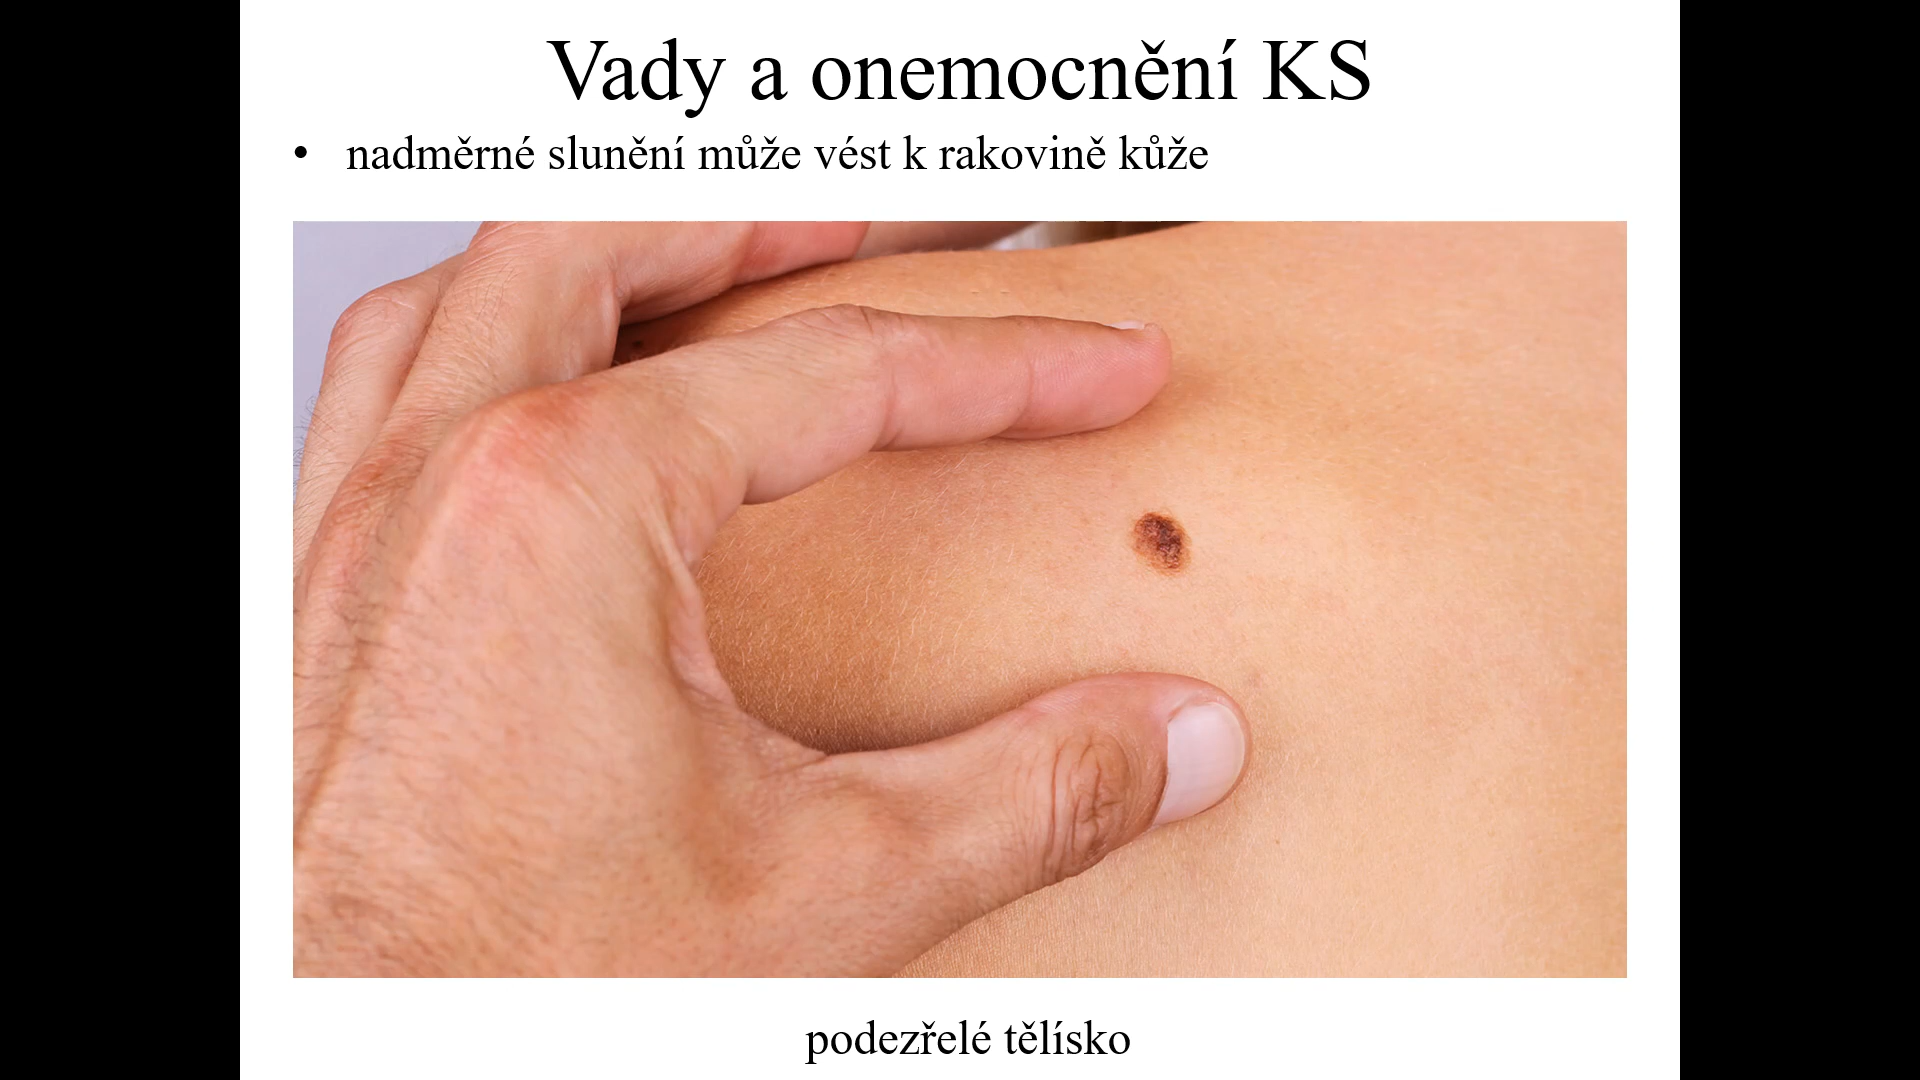 Vady a onemocnění KS
• nadměrné slunění může vést k rakovině kůže
podezřelé tělísko